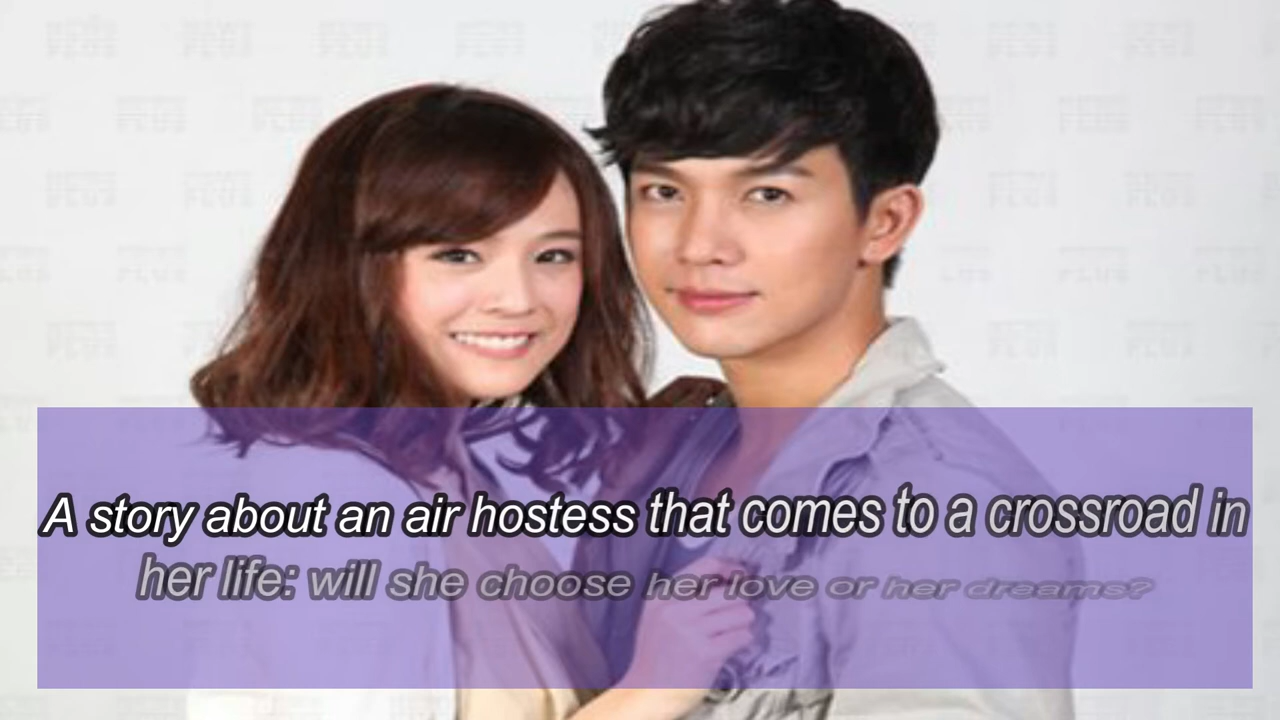 A story about an air hostess that comes to a crossroad in
her life: will she choose her love or her dreams?